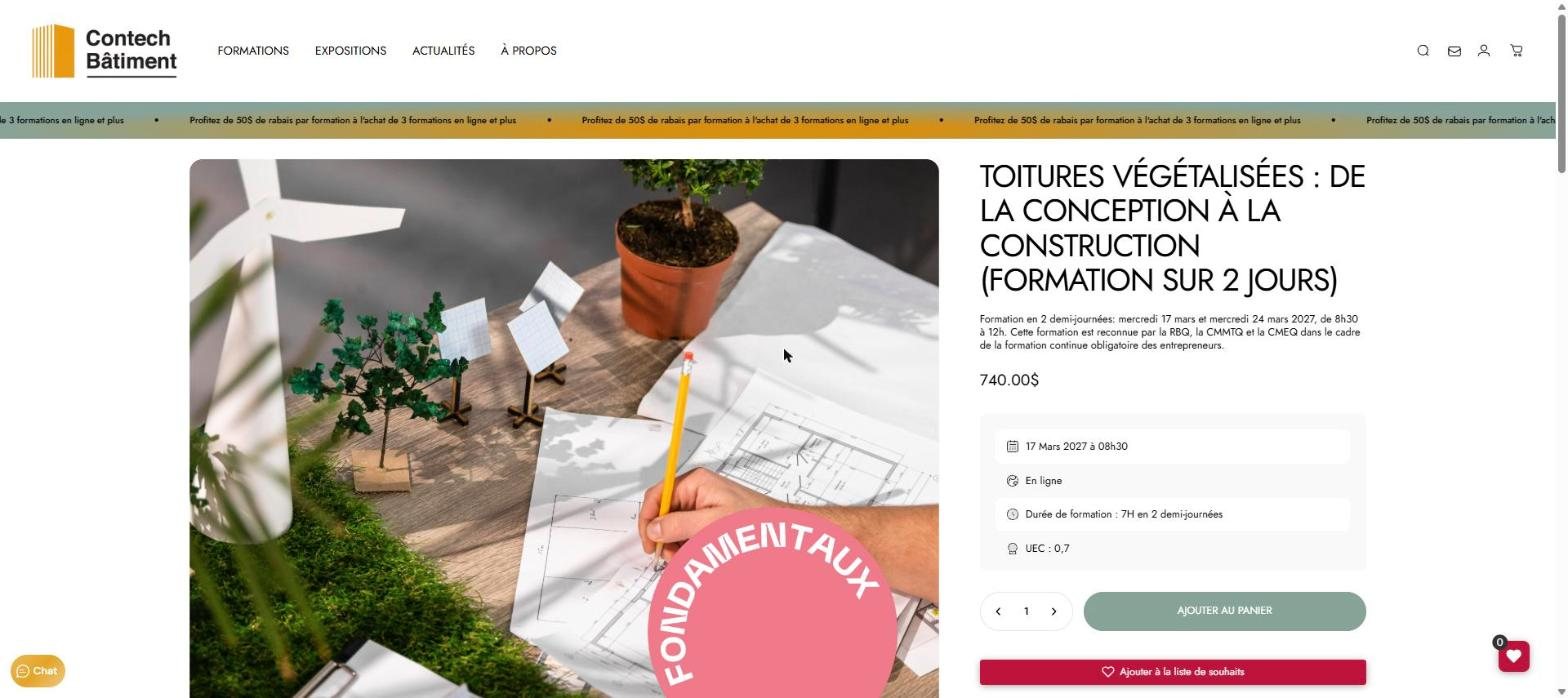 Contech
Bâtiment
FORMATIONS
EXPOSITIONS
ACTUALITÉS
À PROPOS
de 3 formations en ligne et plus • Profitez de 50$ de rabais par formation à l'achat de 3 formations en ligne et plus • Profitez de 50$ de rabais par formation à l'achat de 3 formations en ligne et plus • Profitez de 50$ de rabais par formation à l'achat de 3 formations en ligne et plus • Profitez de 50$ de rabais par formation à l'ach
TOITURES VÉGÉTALISÉES : DE
LA CONCEPTION À LA
CONSTRUCTION
(FORMATION SUR 2 JOURS)
Formation en 2 demi-journées: mercredi 17 mars et mercredi 24 mars 2027, de 8h30
à 12h. Cette formation est reconnue par la RBQ, la CMMTQ et la CMEQ dans le cadre
de la formation continue obligatoire des entrepreneurs.
740.00$
17 Mars 2027 à 08h30
En ligne
Durée de formation : 7H en 2 demi-journées
UEC : 0,7
1
AJOUTER AU PANIER
Ajouter à la liste de souhaits
FONDAMENTAUX
Chat
0